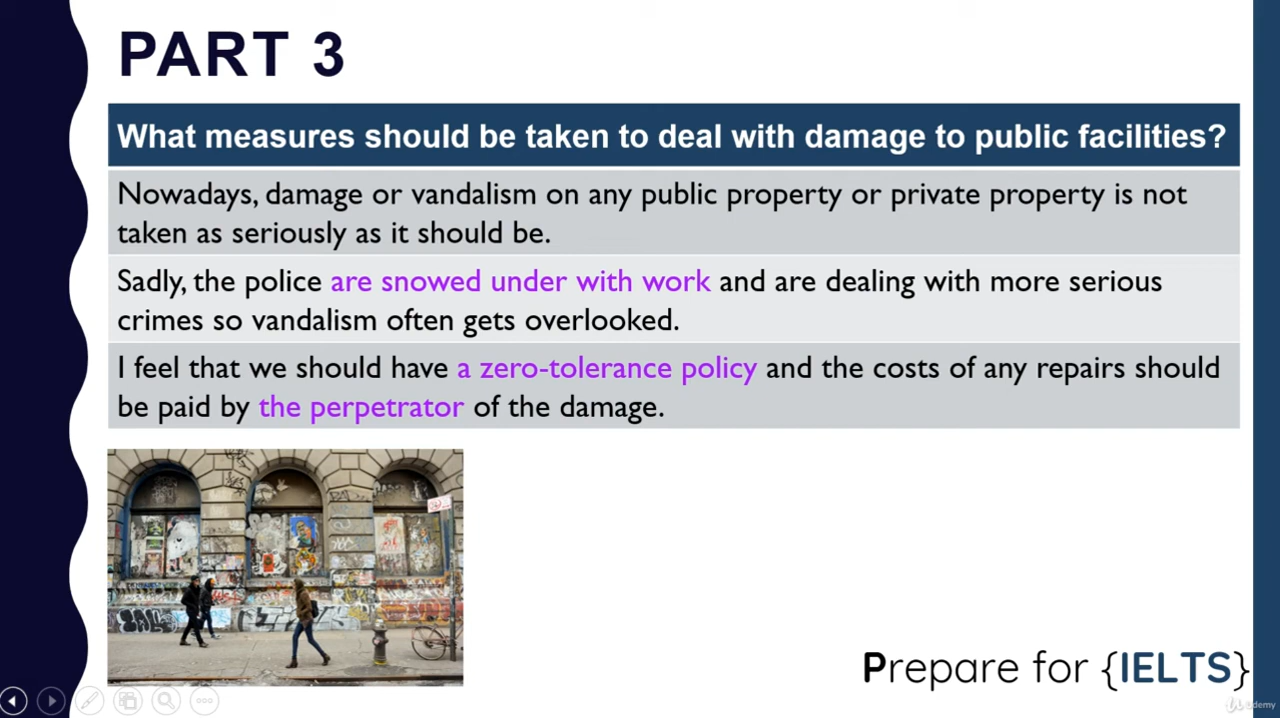 PART 3
What measures should be taken to deal with damage to public facilities?
Nowadays, damage or vandalism on any public property or private property is not
taken as seriously as it should be.
Sadly, the police are snowed under with work and are dealing with more serious
crimes so vandalism often gets overlooked.
I feel that we should have a zero-tolerance policy and the costs of any repairs should
be paid by the perpetrator of the damage.
Prepare for {IELTS}
Udemy